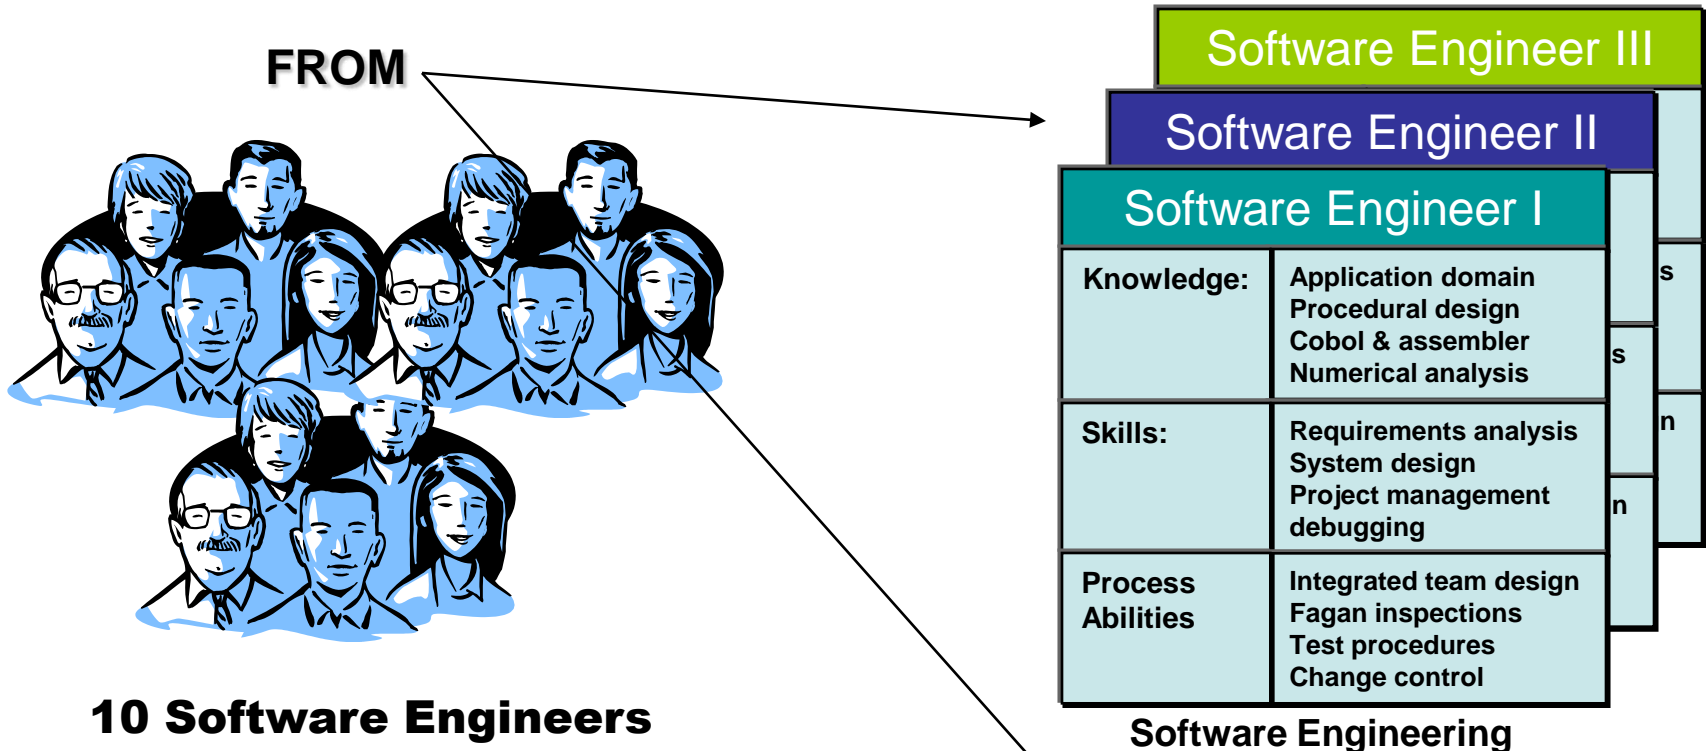 FROM
10 Software Engineers
Software Engineer III
Software Engineer II
Software Engineer I
Knowledge:
Application domain
Procedural design
Cobol & assembler
Numerical analysis
Skills:
Requirements analysis
System design
Project management
debugging
Process
Abilities
Integrated team design
Fagan inspections
Test procedures
Change control
s
n
s
n
Software Engineering